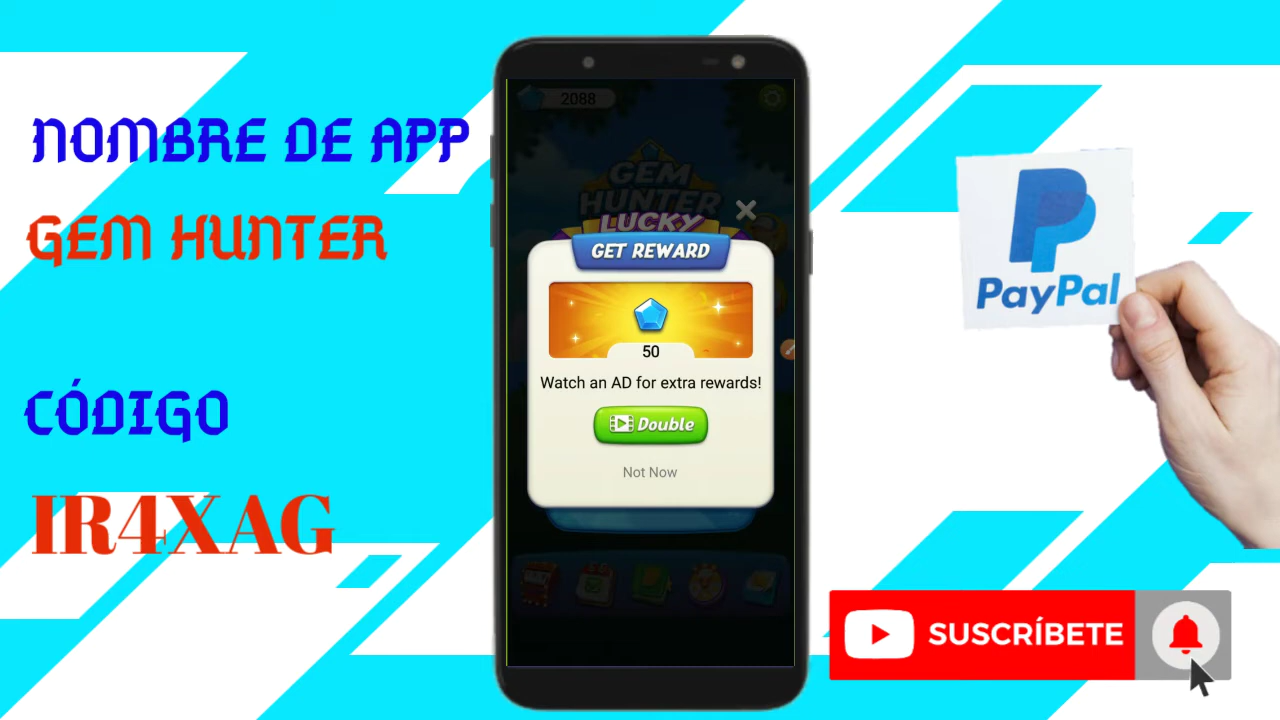 NOMBRE DE APP
GEM HUNTER
CÓDIGO
IR4XAG
2088
GEM
HUNTER
LUCKY
GET REWARD
50
Watch an AD for extra rewards!
Double
Not Now
PayPal
SUSCRÍBETE